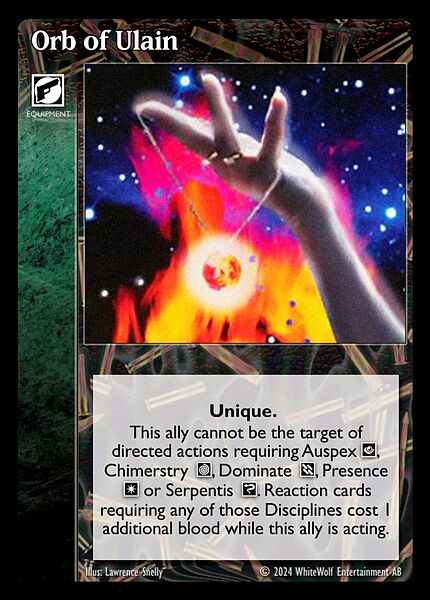 Orb of Ulain
EQUIPMENT
Unique.
This ally cannot be the target of
directed actions requiring Auspex ,
Chimerstry , Dominate , Presence
or Serpentis . Reaction cards
requiring any of those Disciplines cost 1
additional blood while this ally is acting.
Illus: Lawrence Snelly
© 2024 WhiteWolf Entertainment AB